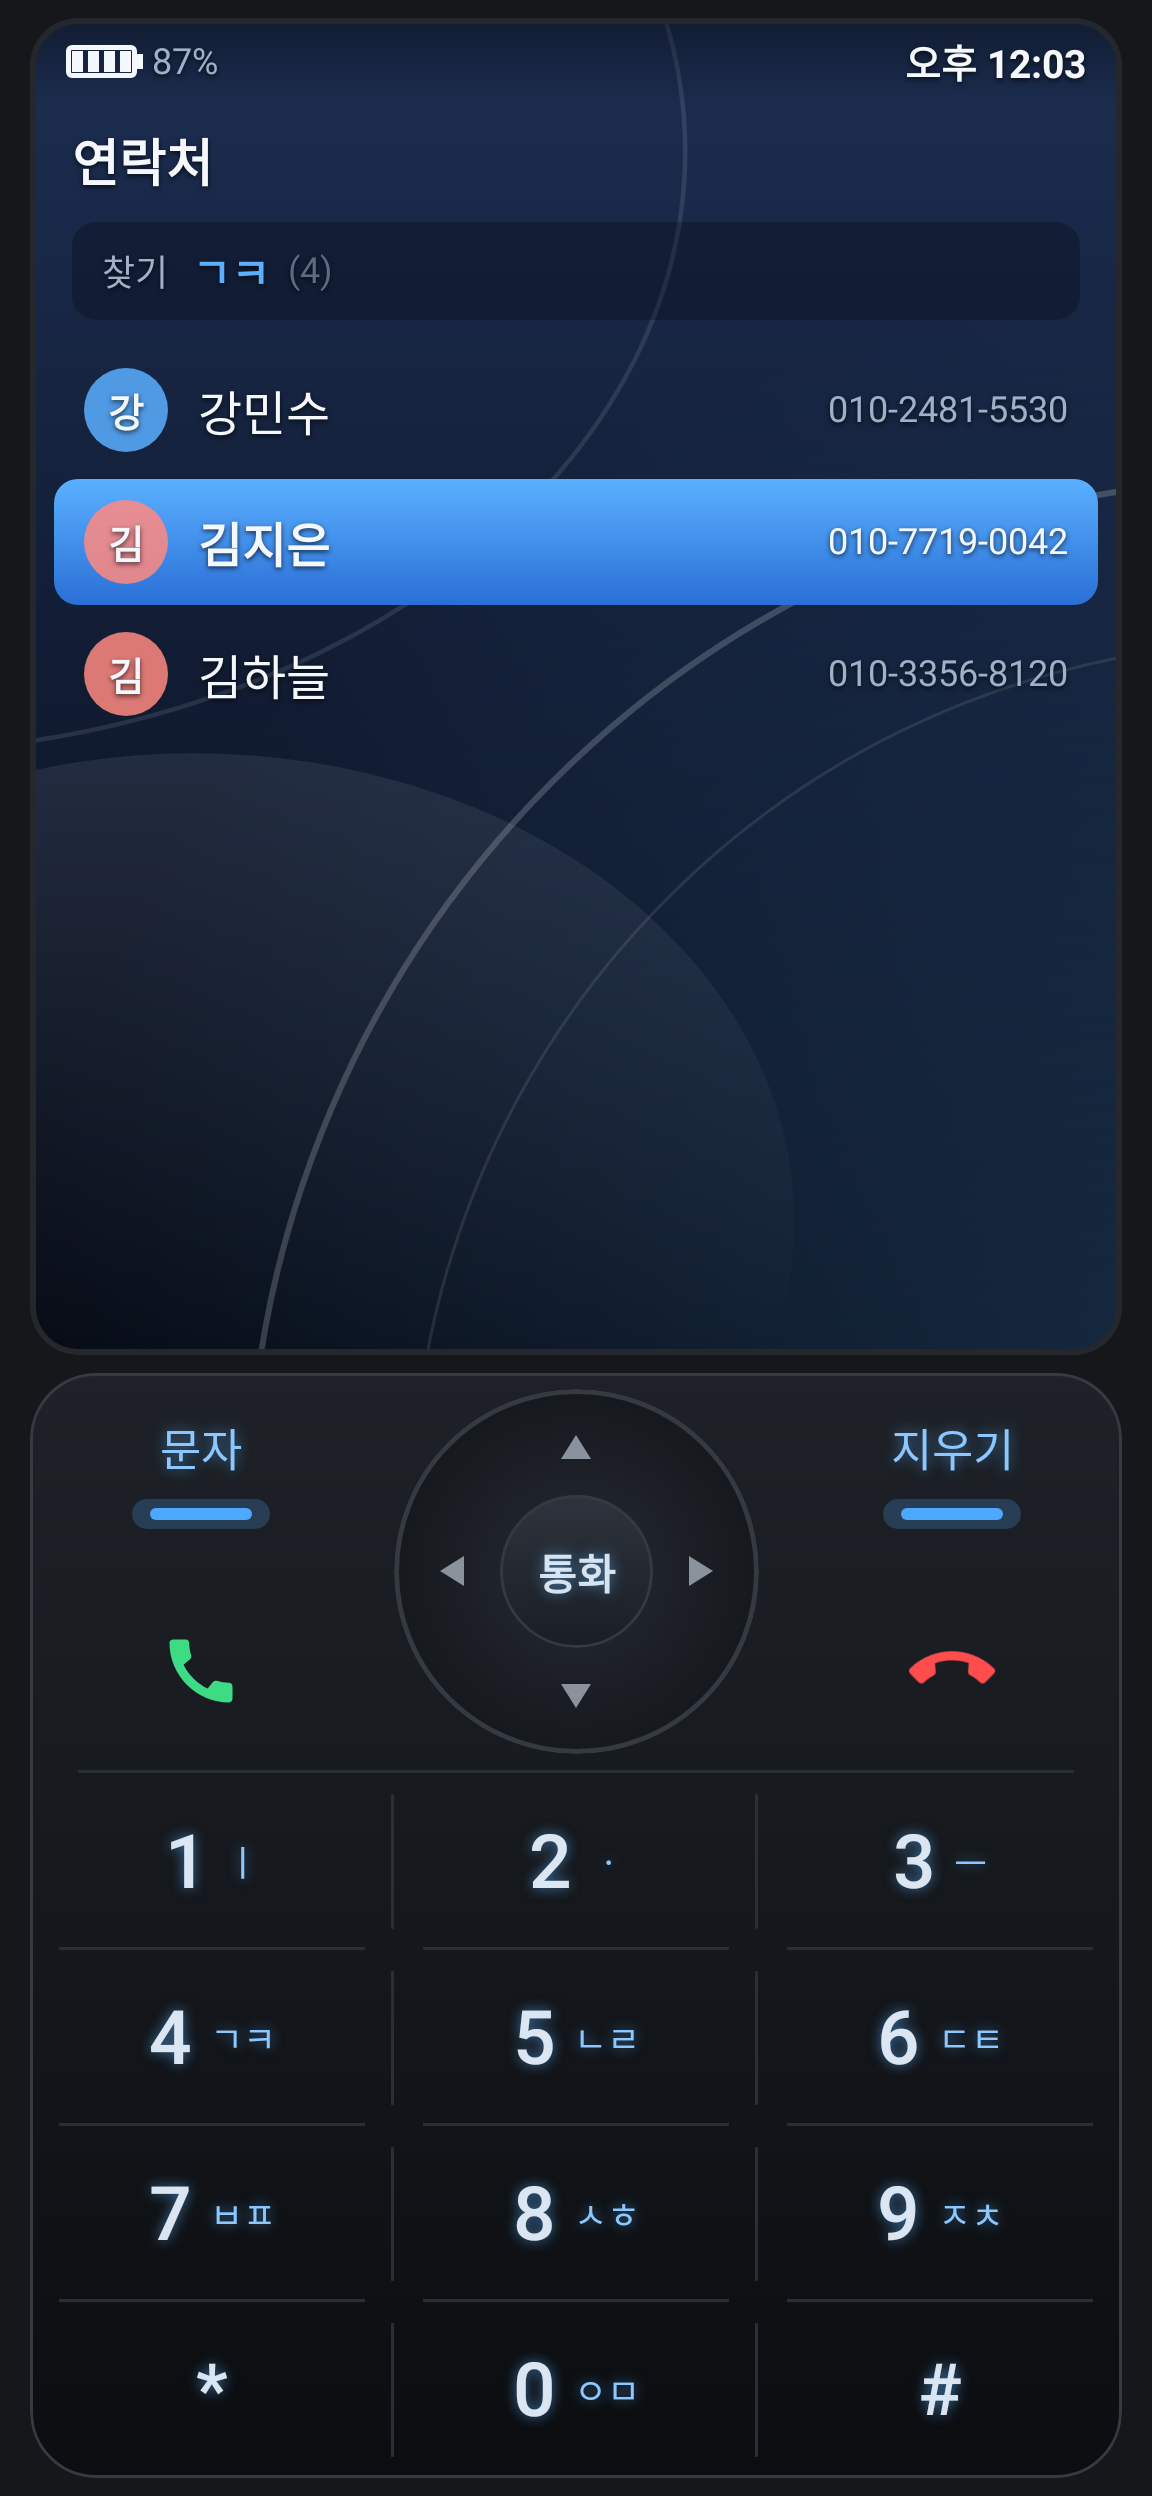 87% 오후 12:03
연락처
찾기 ㄱㅋ (4)
강 강민수 010-2481-5530
김 김지은 010-7719-0042
김 김하늘 010-3356-8120
문자 지우기
통화
1 ㅣ 2 · 3 ㅡ
4 ㄱㅋ 5 ㄴㄹ 6 ㄷㅌ
7 ㅂㅍ 8 ㅅㅎ 9 ㅈㅊ
* 0 ㅇㅁ #